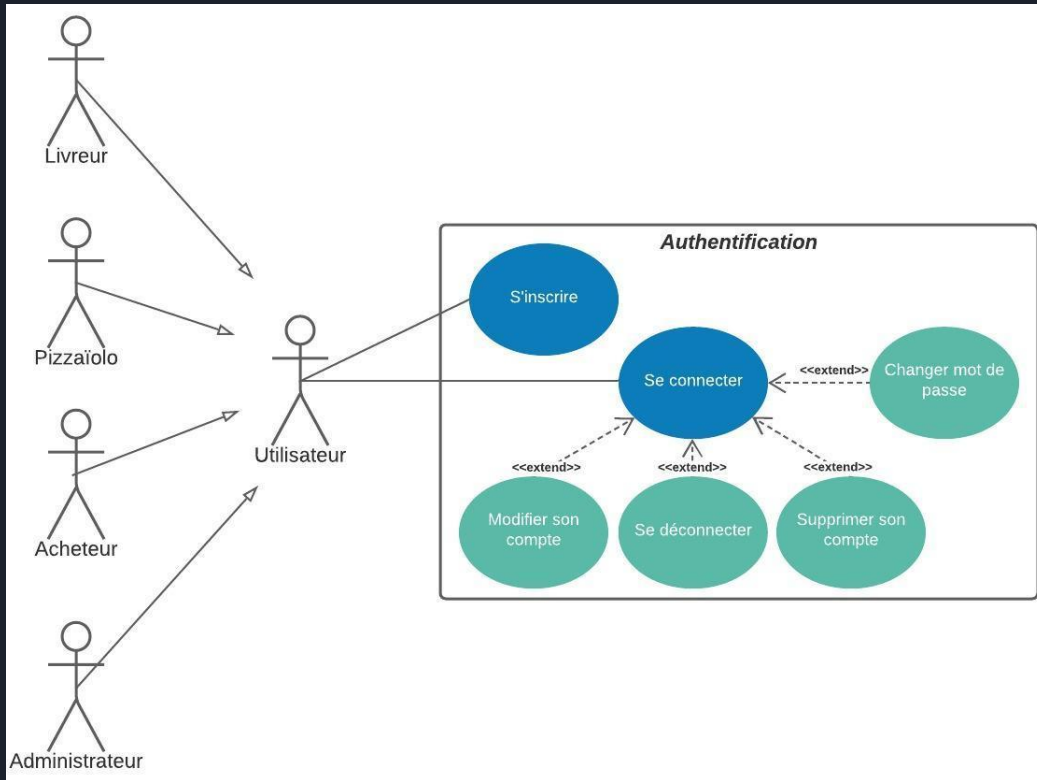 Livreur
Pizzaïolo
Acheteur
Administrateur
Utilisateur
Authentification
S'inscrire
Se connecter
<<extend>>
Changer mot de
passe
<<extend>>
<<extend>>
<<extend>>
Modifier son
compte
Se déconnecter
Supprimer son
compte